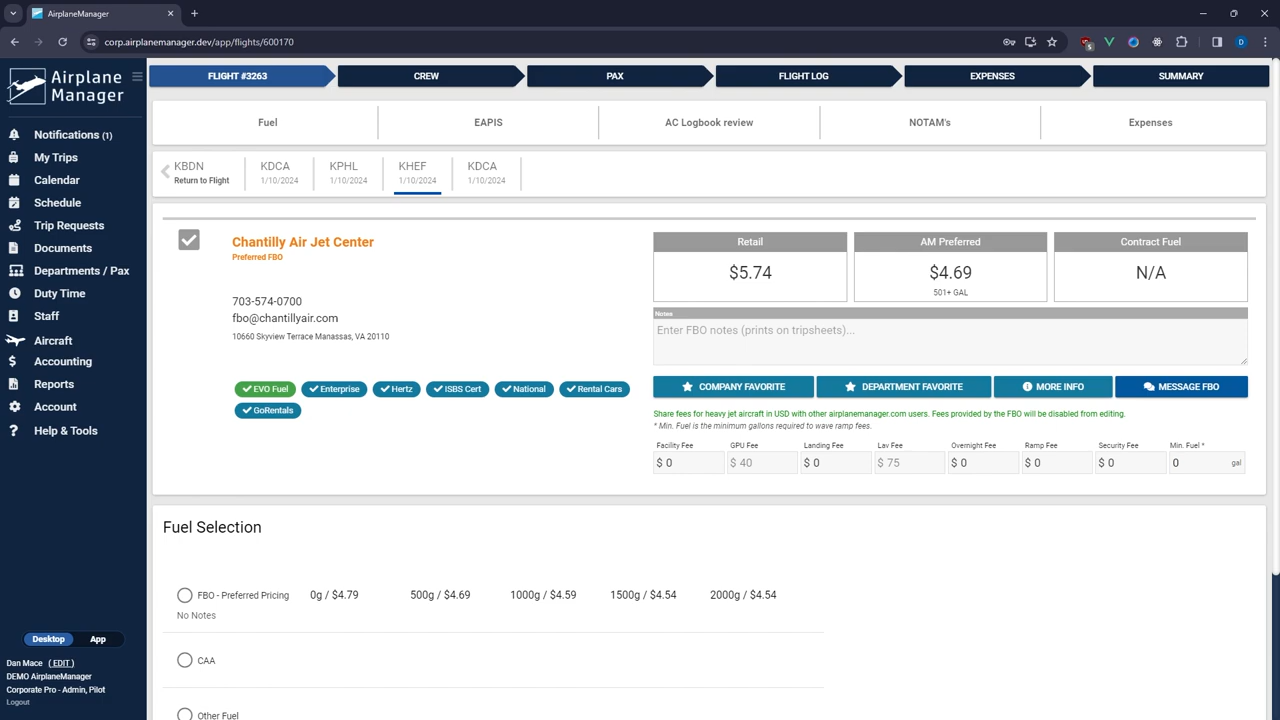 AirplaneManager
corp.airplanemanager.dev/app/flights/600170
Airplane
Manager
Notifications (1)
My Trips
Calendar
Schedule
Trip Requests
Documents
Departments / Pax
Duty Time
Staff
Aircraft
Accounting
Reports
Account
Help & Tools
Desktop App
Dan Mace ( EDIT )
DEMO AirplaneManager
Corporate Pro - Admin, Pilot
Logout
FLIGHT #3263 CREW PAX FLIGHT LOG EXPENSES SUMMARY
Fuel EAPIS AC Logbook review NOTAM's Expenses
KBDN KDCA KPHL KHEF KDCA
Return to Flight 1/10/2024 1/10/2024 1/10/2024 1/10/2024
Chantilly Air Jet Center
Preferred FBO
703-574-0700
fbo@chantillyair.com
10660 Skyview Terrace Manassas, VA 20110
EVO Fuel Enterprise Hertz ISBS Cert National Rental Cars
GoRentals
Retail AM Preferred Contract Fuel
$5.74 $4.69 N/A
501+ GAL
Notes
Enter FBO notes (prints on tripsheets)...
COMPANY FAVORITE DEPARTMENT FAVORITE MORE INFO MESSAGE FBO
Share fees for heavy jet aircraft in USD with other airplanemanager.com users. Fees provided by the FBO will be disabled from editing.
* Min. Fuel is the minimum gallons required to wave ramp fees.
Facility Fee GPU Fee Landing Fee Lav Fee Overnight Fee Ramp Fee Security Fee Min. Fuel *
$ 0 $ 40 $ 0 $ 75 $ 0 $ 0 $ 0 0 gal
Fuel Selection
FBO - Preferred Pricing 0g / $4.79 500g / $4.69 1000g / $4.59 1500g / $4.54 2000g / $4.54
No Notes
CAA
Other Fuel